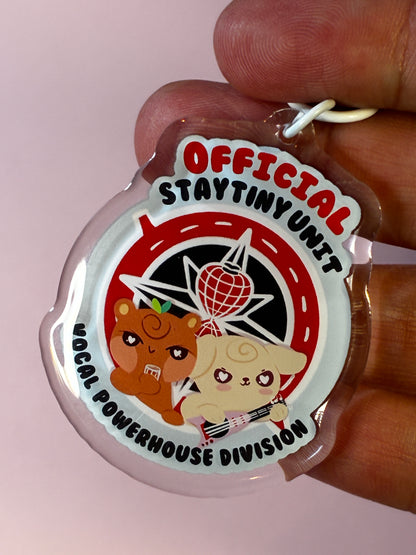 OFFICIAL
STAYTINY UNIT
VOCAL POWERHOUSE DIVISION